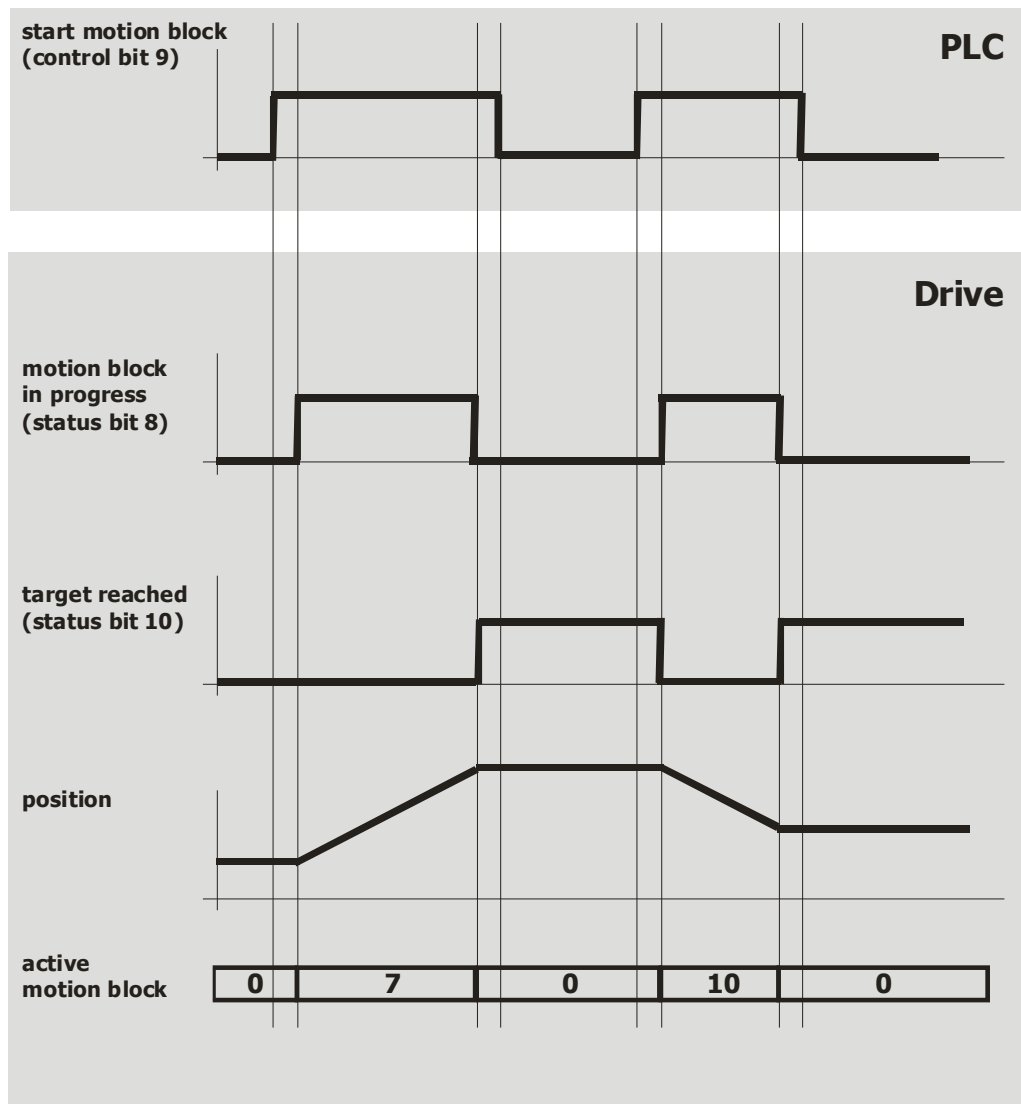 start motion block
(control bit 9)
PLC
Drive
motion block
in progress
(status bit 8)
target reached
(status bit 10)
position
active
motion block
0 7 0 10 0